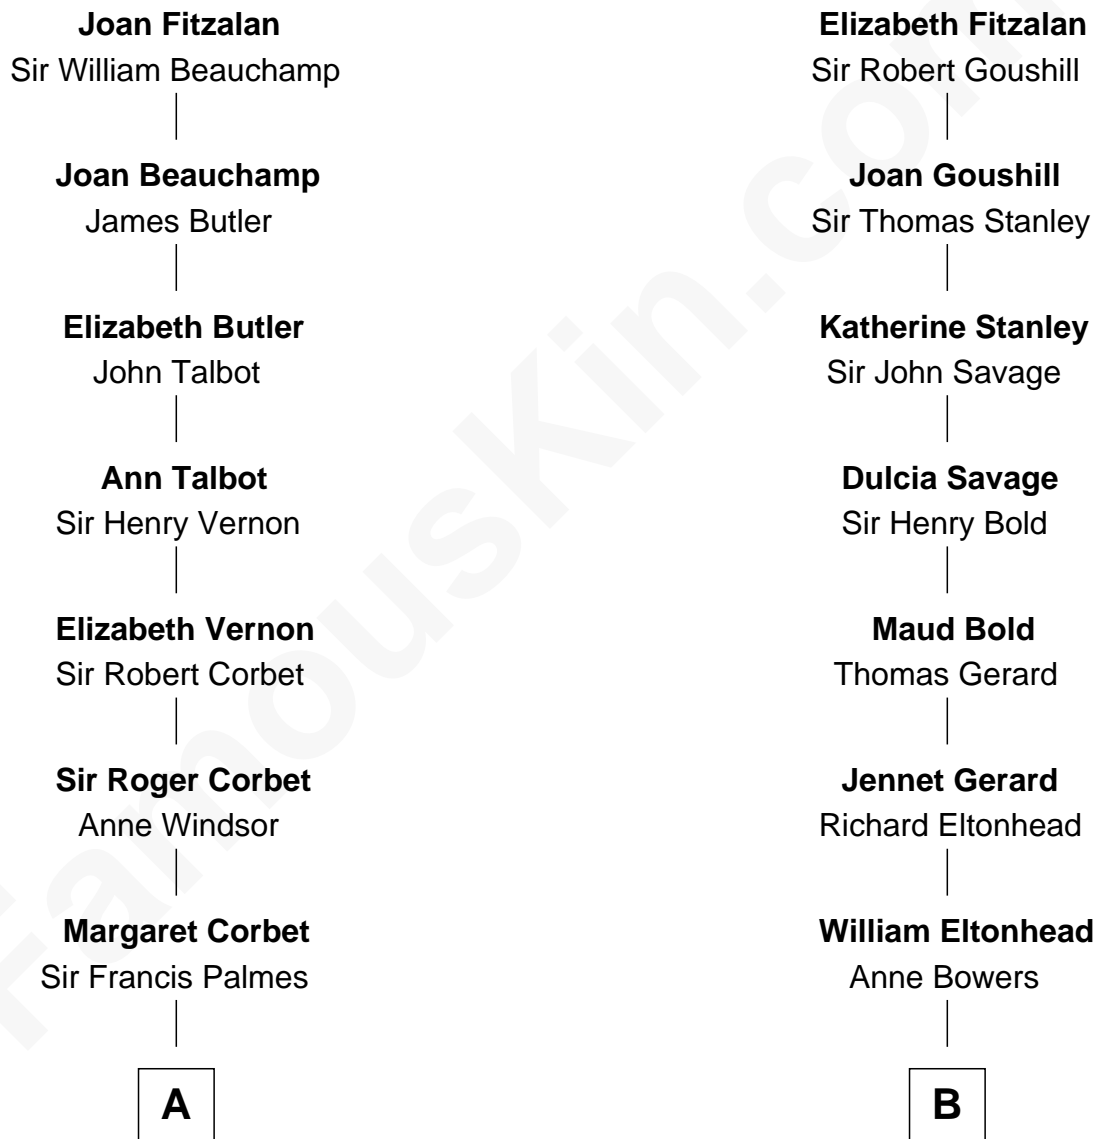 Joan Fitzalan
Sir William Beauchamp
Joan Beauchamp
James Butler
Elizabeth Butler
John Talbot
Ann Talbot
Sir Henry Vernon
Elizabeth Vernon
Sir Robert Corbet
Sir Roger Corbet
Anne Windsor
Margaret Corbet
Sir Francis Palmes
A
Elizabeth Fitzalan
Sir Robert Goushill
Joan Goushill
Sir Thomas Stanley
Katherine Stanley
Sir John Savage
Dulcia Savage
Sir Henry Bold
Maud Bold
Thomas Gerard
Jennet Gerard
Richard Eltonhead
William Eltonhead
Anne Bowers
B
FamousKin.com